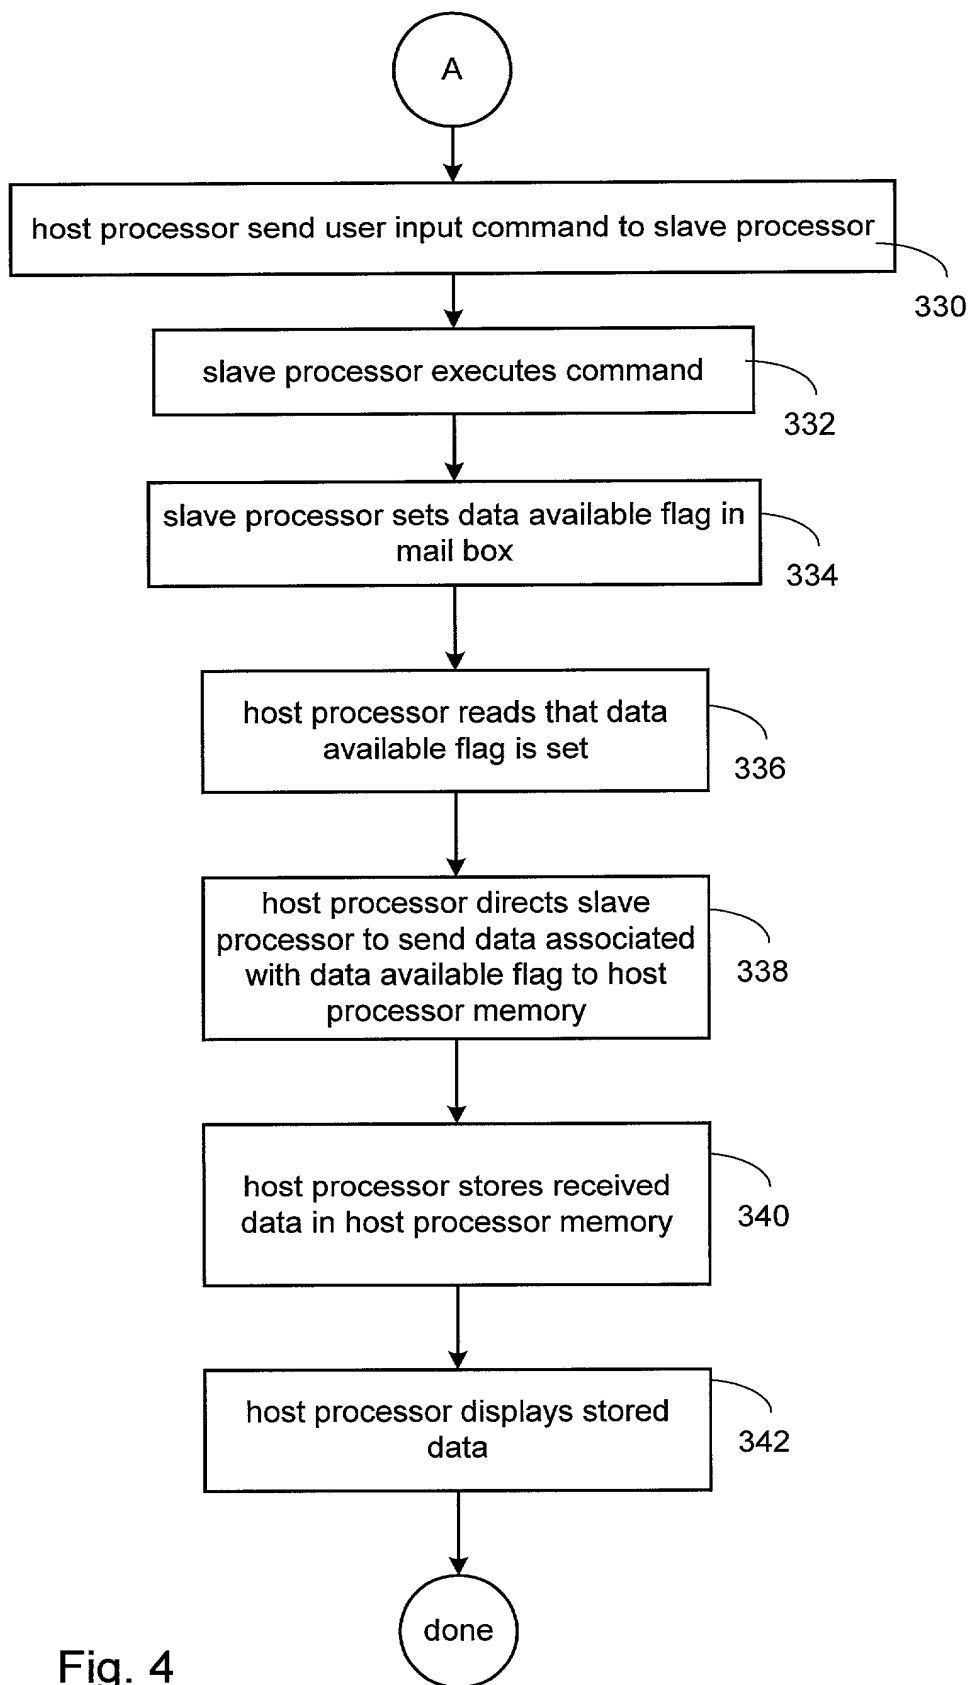 A
host processor send user input command to slave processor
330
slave processor executes command
332
slave processor sets data available flag in
mail box
334
host processor reads that data
available flag is set
336
host processor directs slave
processor to send data associated
with data available flag to host
processor memory
338
host processor stores received
data in host processor memory
340
host processor displays stored
data
342
done
Fig. 4